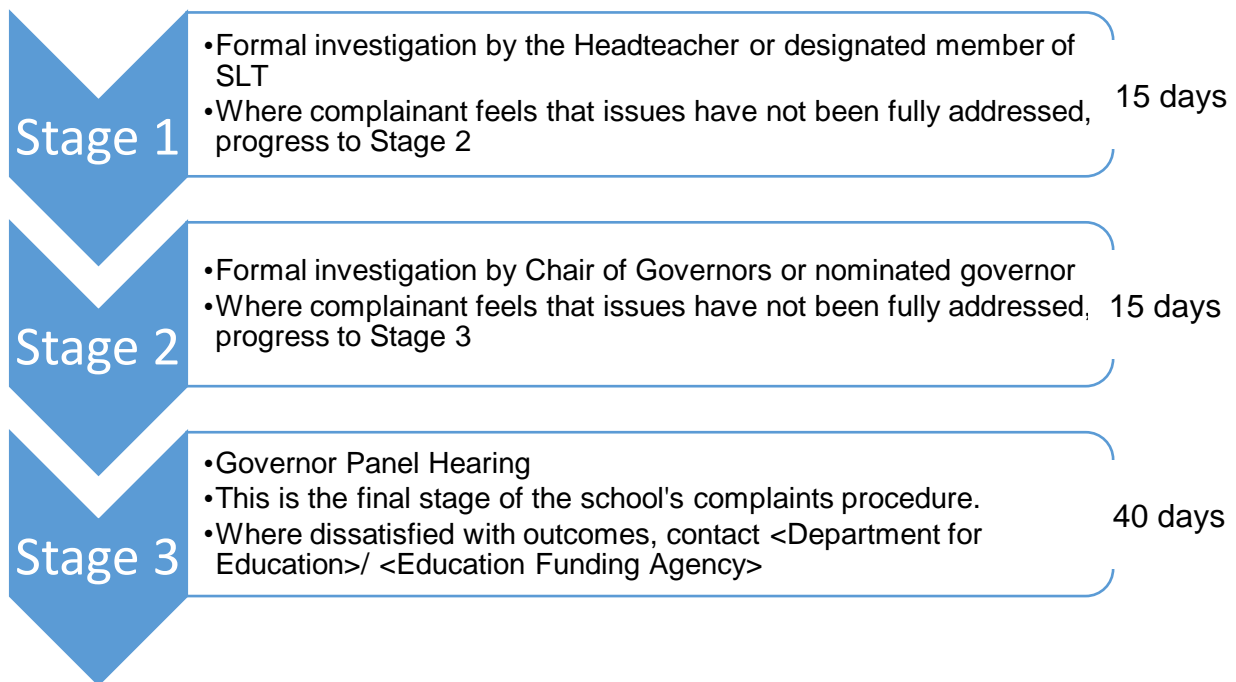 Stage 1
•Formal investigation by the Headteacher or designated member of
SLT
•Where complainant feels that issues have not been fully addressed,
progress to Stage 2
15 days
Stage 2
•Formal investigation by Chair of Governors or nominated governor
•Where complainant feels that issues have not been fully addressed,
progress to Stage 3
15 days
Stage 3
•Governor Panel Hearing
•This is the final stage of the school's complaints procedure.
•Where dissatisfied with outcomes, contact <Department for
Education>/ <Education Funding Agency>
40 days